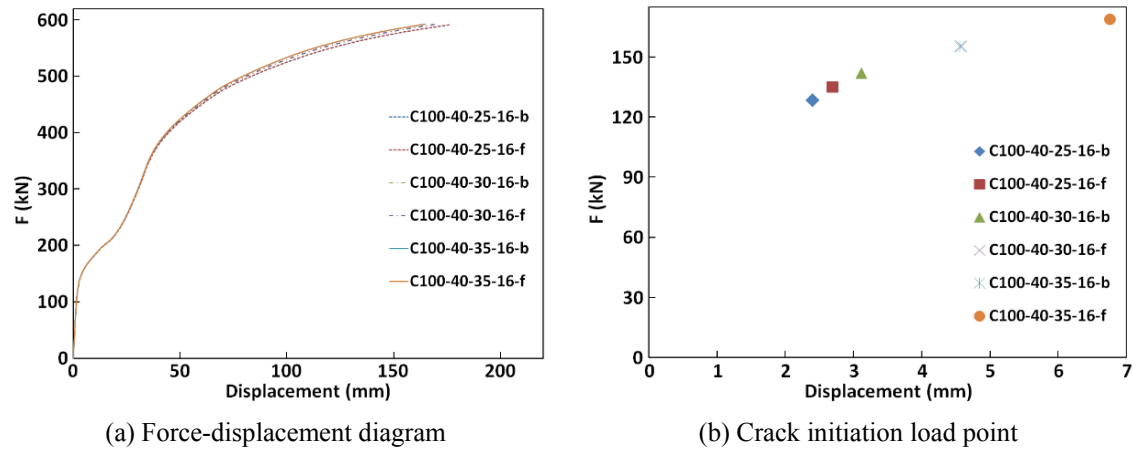 600
500
400
300
200
100
0
F (kN)
0
50
100
150
200
Displacement (mm)
C100-40-25-16-b
C100-40-25-16-f
C100-40-30-16-b
C100-40-30-16-f
C100-40-35-16-b
C100-40-35-16-f
(a) Force-displacement diagram
150
120
90
60
30
0
F (kN)
0
1
2
3
4
5
6
7
Displacement (mm)
C100-40-25-16-b
C100-40-25-16-f
C100-40-30-16-b
C100-40-30-16-f
C100-40-35-16-b
C100-40-35-16-f
(b) Crack initiation load point